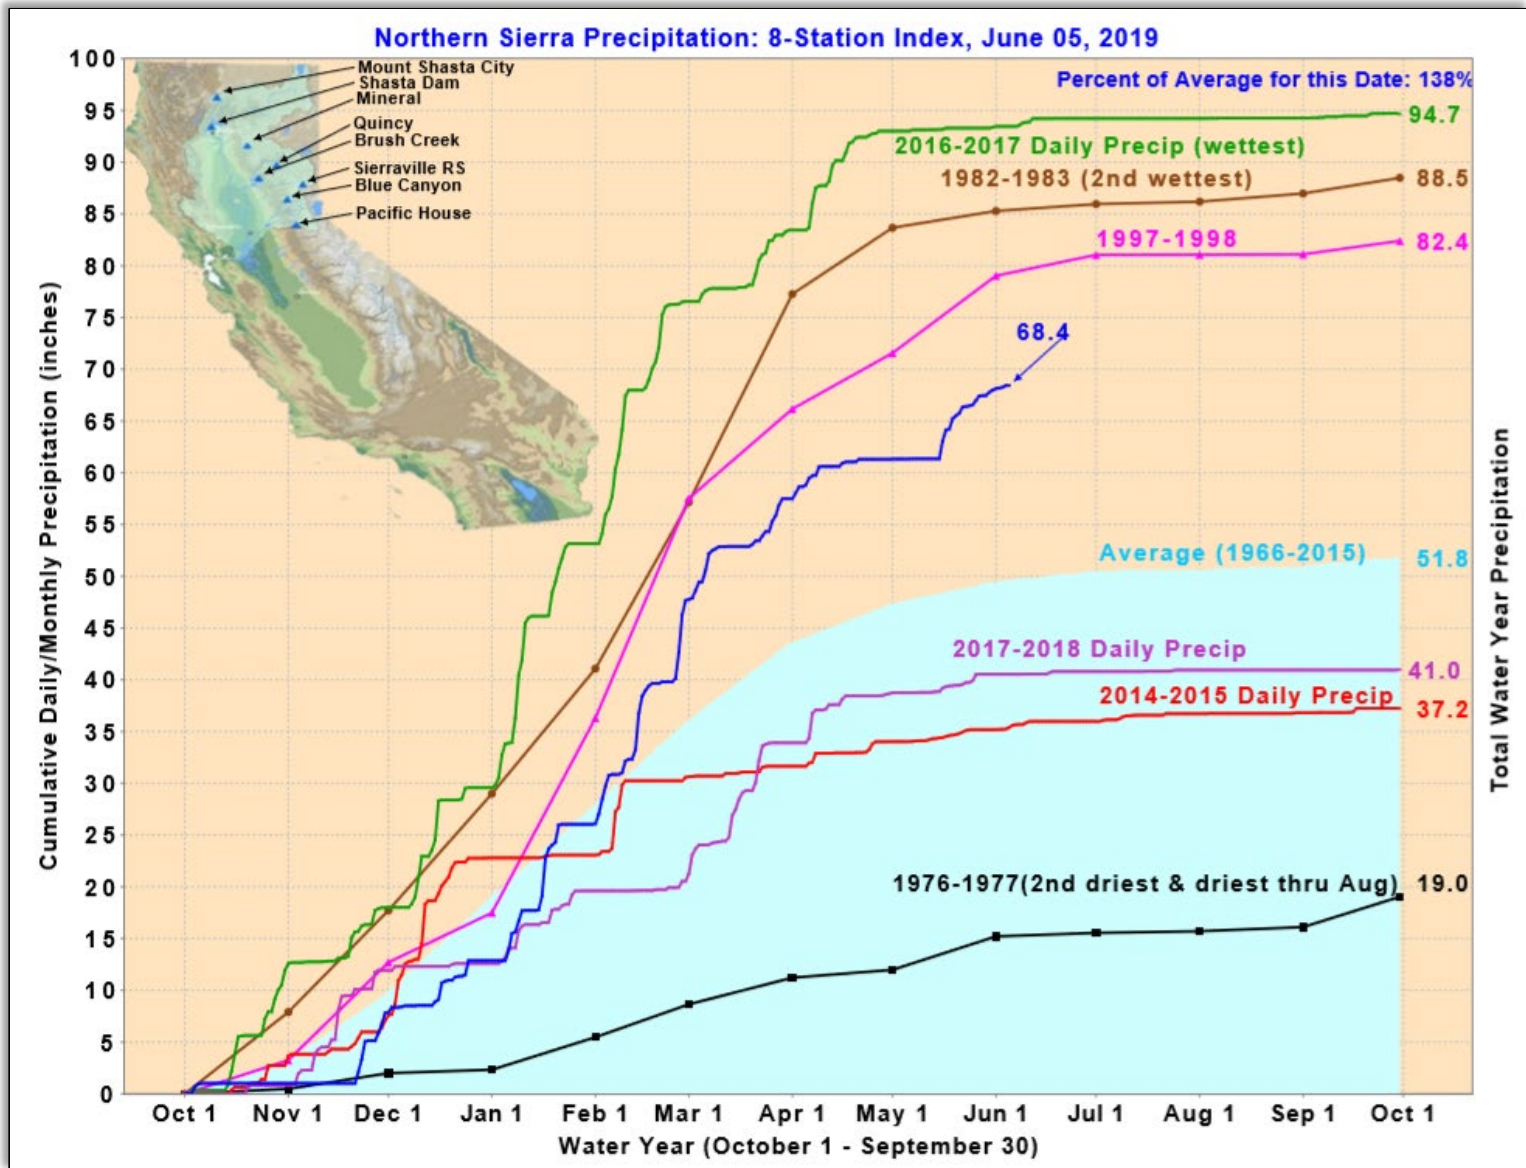 Northern Sierra Precipitation: 8-Station Index, June 05, 2019
Percent of Average for this Date: 138%
Mount Shasta City
Shasta Dam
Mineral
Quincy
Brush Creek
Sierraville RS
Blue Canyon
Pacific House
Cumulative Daily/Monthly Precipitation (inches)
100
95
90
85
80
75
70
65
60
55
50
45
40
35
30
25
20
15
10
5
0
2016-2017 Daily Precip (wettest)
94.7
1982-1983 (2nd wettest)
88.5
1997-1998
82.4
68.4
Average (1966-2015)
51.8
2017-2018 Daily Precip
41.0
2014-2015 Daily Precip
37.2
1976-1977(2nd driest & driest thru Aug)
19.0
Total Water Year Precipitation
Oct 1 Nov 1 Dec 1 Jan 1 Feb 1 Mar 1 Apr 1 May 1 Jun 1 Jul 1 Aug 1 Sep 1 Oct 1
Water Year (October 1 - September 30)